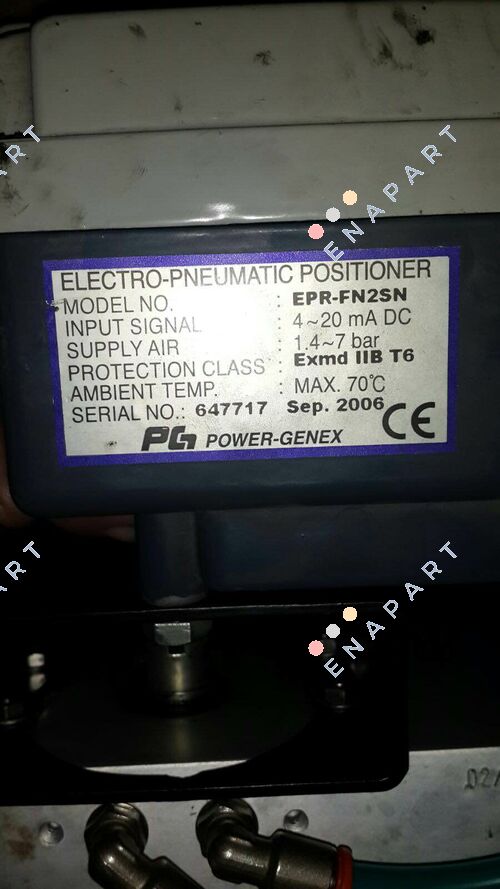 ENAPART
ELECTRO-PNEUMATIC POSITIONER
MODEL NO. : EPR-FN2SN
INPUT SIGNAL : 4~20 mA DC
SUPPLY AIR : 1.4~7 bar
PROTECTION CLASS : Exmd IIB T6
AMBIENT TEMP. : MAX. 70℃
SERIAL NO.: 647717 Sep. 2006
CE
PG POWER-GENEX
ENAPART